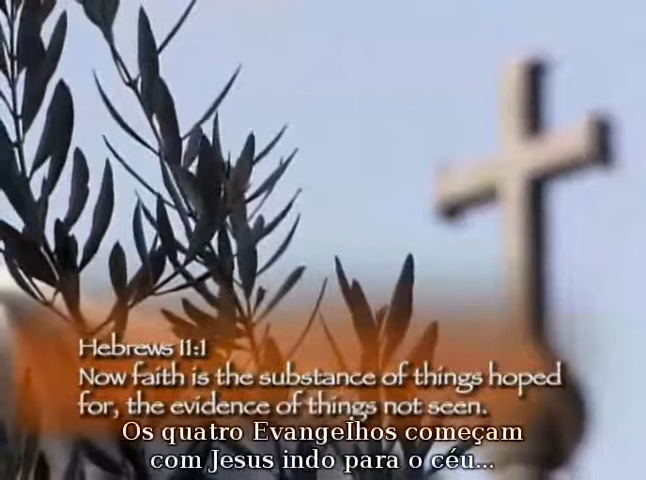 Hebrews 11:1
Now faith is the substance of things hoped
for, the evidence of things not seen.
Os quatro Evangelhos começam
com Jesus indo para o céu...